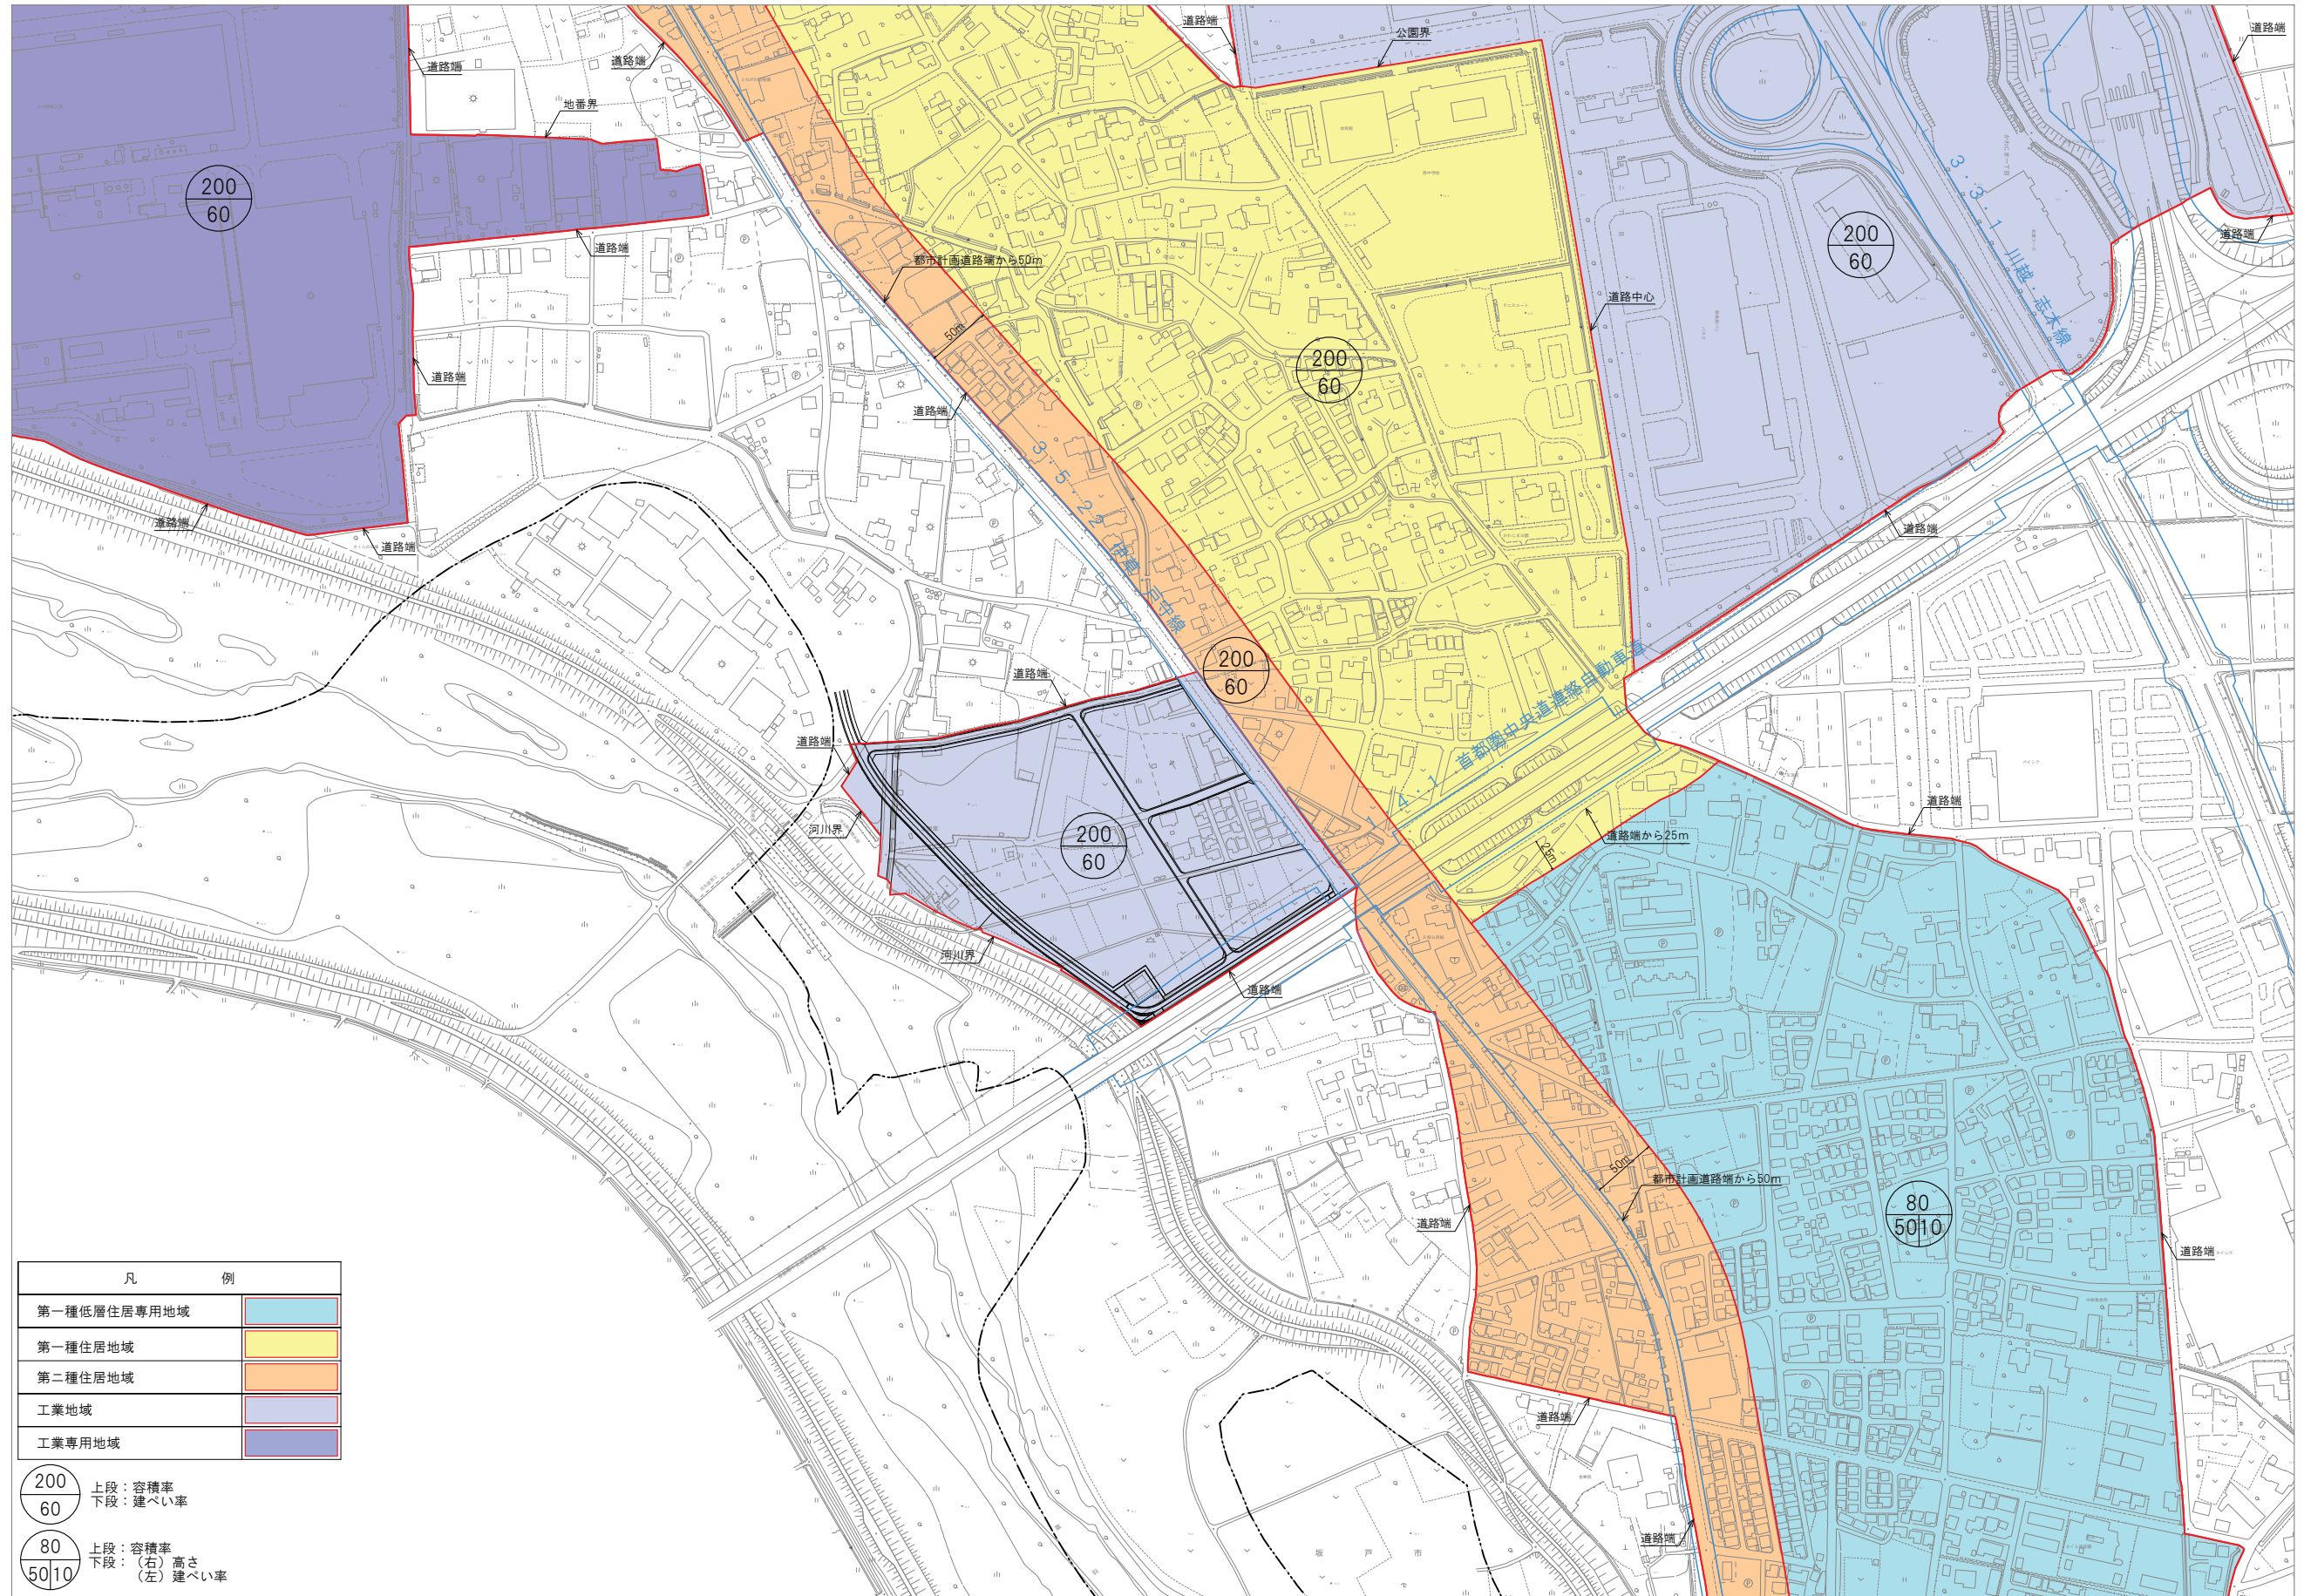 道路端
公園界
道路端
道路端
道路端
地番界
200
60
道路端
200
60
道路端
3・3・1 川越・志木線
都市計画道路端から50m
道路中心
50m
200
60
道路端
道路端
3・5・22 伊草・戸守線
道路端
道路端
道路端
200
60
道路端
道路端
1・4・1 首都圏中央道連絡自動車道
道路端
河川界
200
60
道路端から25m
25m
河川界
道路端
50m
都市計画道路端から50m
道路端
80
50 10
道路端
道路端
道路端
坂戸市
凡例
第一種低層住居専用地域
第一種住居地域
第二種住居地域
工業地域
工業専用地域
200
60
上段：容積率
下段：建ぺい率
80
50 10
上段：容積率
下段：（右）高さ
（左）建ぺい率